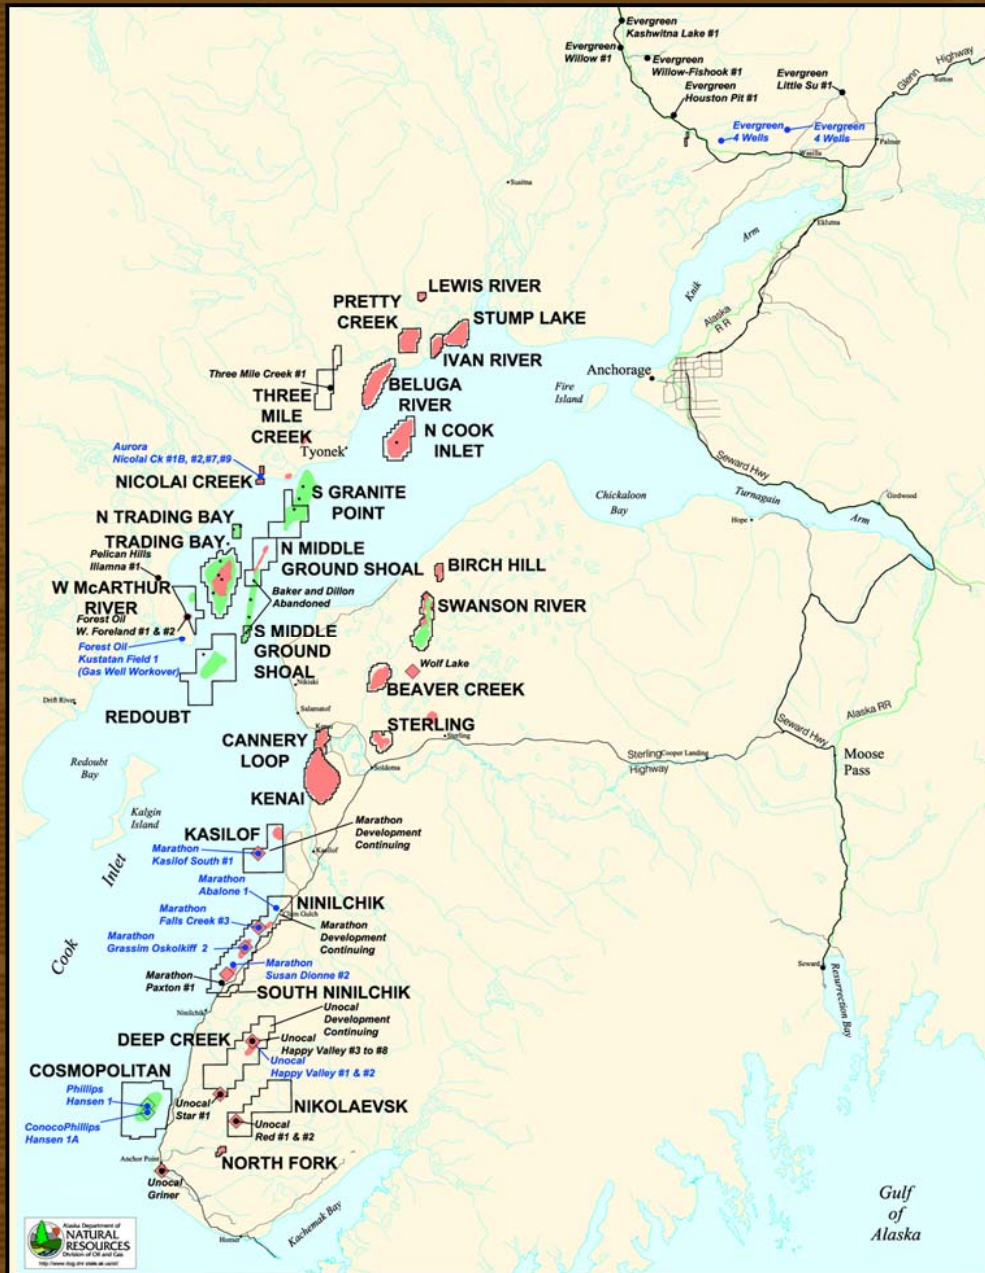 Evergreen
Kashwitna Lake #1
Evergreen
Willow #1
Evergreen
Willow-Fishook #1
Evergreen
Little Su #1
Glenn Highway
Sutton
Evergreen
Houston Pit #1
Evergreen
4 Wells
Evergreen
4 Wells
Wasilla
Palmer
Susitna
Eklutna
Knik Arm
Alaska
R R
LEWIS RIVER
PRETTY
CREEK
STUMP LAKE
IVAN RIVER
Three Mile Creek #1
THREE
MILE
CREEK
BELUGA
RIVER
Anchorage
Fire
Island
N COOK
INLET
Tyonek
Aurora
Nicolai Ck #1B, #2,#7,#9
NICOLAI CREEK
S GRANITE
POINT
Seward Hwy
Chickaloon
Bay
Turnagain Arm
Girdwood
Hope
N TRADING BAY
TRADING BAY
Pelican Hills
Iliamna #1
N MIDDLE
GROUND SHOAL
BIRCH HILL
W McARTHUR
RIVER
Baker and Dillon
Abandoned
SWANSON RIVER
Forest Oil
W. Foreland #1 & #2
Forest Oil
Kustatan Field 1
(Gas Well Workover)
S MIDDLE
GROUND
SHOAL
Wolf Lake
BEAVER CREEK
Nikiski
Drift River
REDOUBT
Salamatof
Kenai
CANNERY
LOOP
STERLING
Sterling
Seward Hwy
Alaska RR
Sterling
Highway
Cooper Landing
Moose
Pass
Redoubt
Bay
Soldotna
KENAI
Kalgin
Island
KASILOF
Marathon
Development
Continuing
Marathon
Kasilof South #1
Kasilof
Cook Inlet
Marathon
Abalone 1
NINILCHIK
Clam Gulch
Marathon
Falls Creek #3
Marathon
Development
Continuing
Marathon
Grassim Oskolkiff 2
Marathon
Susan Dionne #2
Marathon
Paxton #1
SOUTH NINILCHIK
Seward
Resurrection Bay
Ninilchik
Unocal
Development
Continuing
DEEP CREEK
Unocal
Happy Valley #3 to #8
Unocal
Happy Valley #1 & #2
COSMOPOLITAN
Phillips
Hansen 1
ConocoPhillips
Hansen 1A
Unocal
Star #1
NIKOLAEVSK
Unocal
Red #1 & #2
NORTH FORK
Anchor Point
Unocal
Griner
Homer
Kachemak Bay
Gulf
of
Alaska
Alaska Department of
NATURAL
RESOURCES
Division of Oil and Gas
http://www.dog.dnr.state.ak.us/oil/